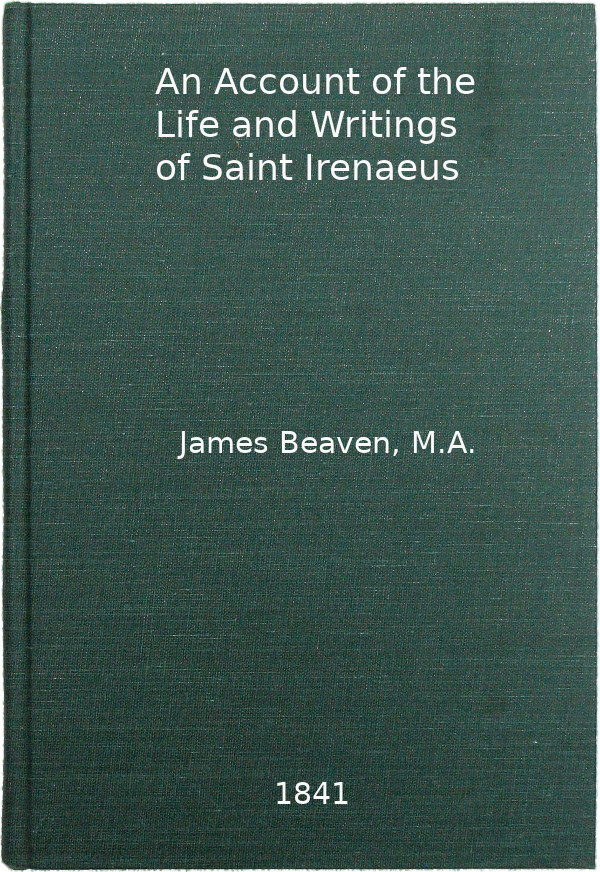 An Account of the
Life and Writings
of Saint Irenaeus
James Beaven, M.A.
1841